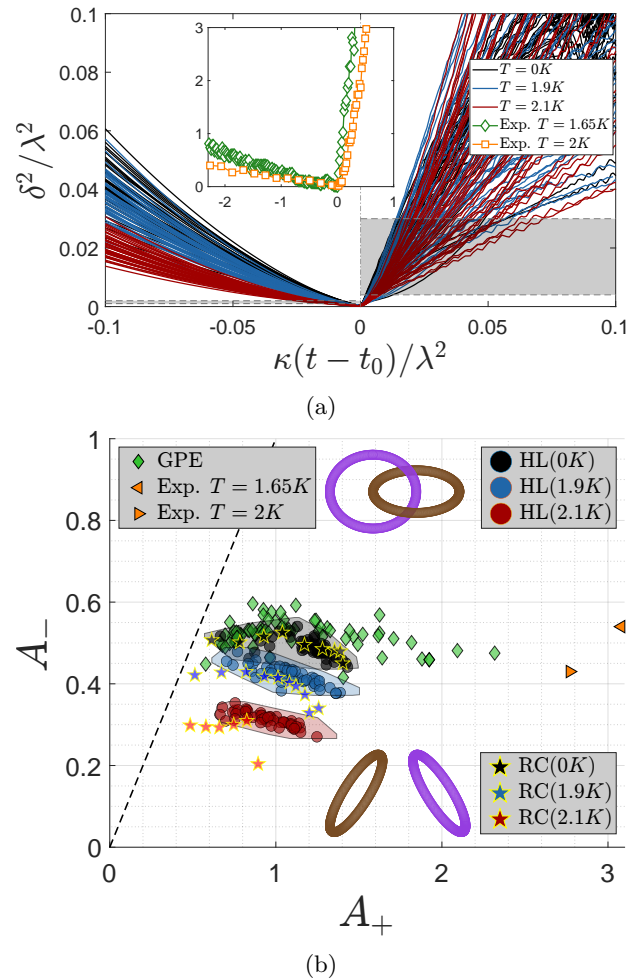 0.1
0.08
0.06
0.04
0.02
0
δ²/λ²
3
2
1
0
-2
-1
0
1
T = 0K
T = 1.9K
T = 2.1K
Exp. T = 1.65K
Exp. T = 2K
-0.1
-0.05
0
0.05
0.1
κ(t − t₀)/λ²
(a)
1
0.8
0.6
0.4
0.2
0
A₋
GPE
Exp. T = 1.65K
Exp. T = 2K
HL(0K)
HL(1.9K)
HL(2.1K)
RC(0K)
RC(1.9K)
RC(2.1K)
0
1
2
3
A₊
(b)